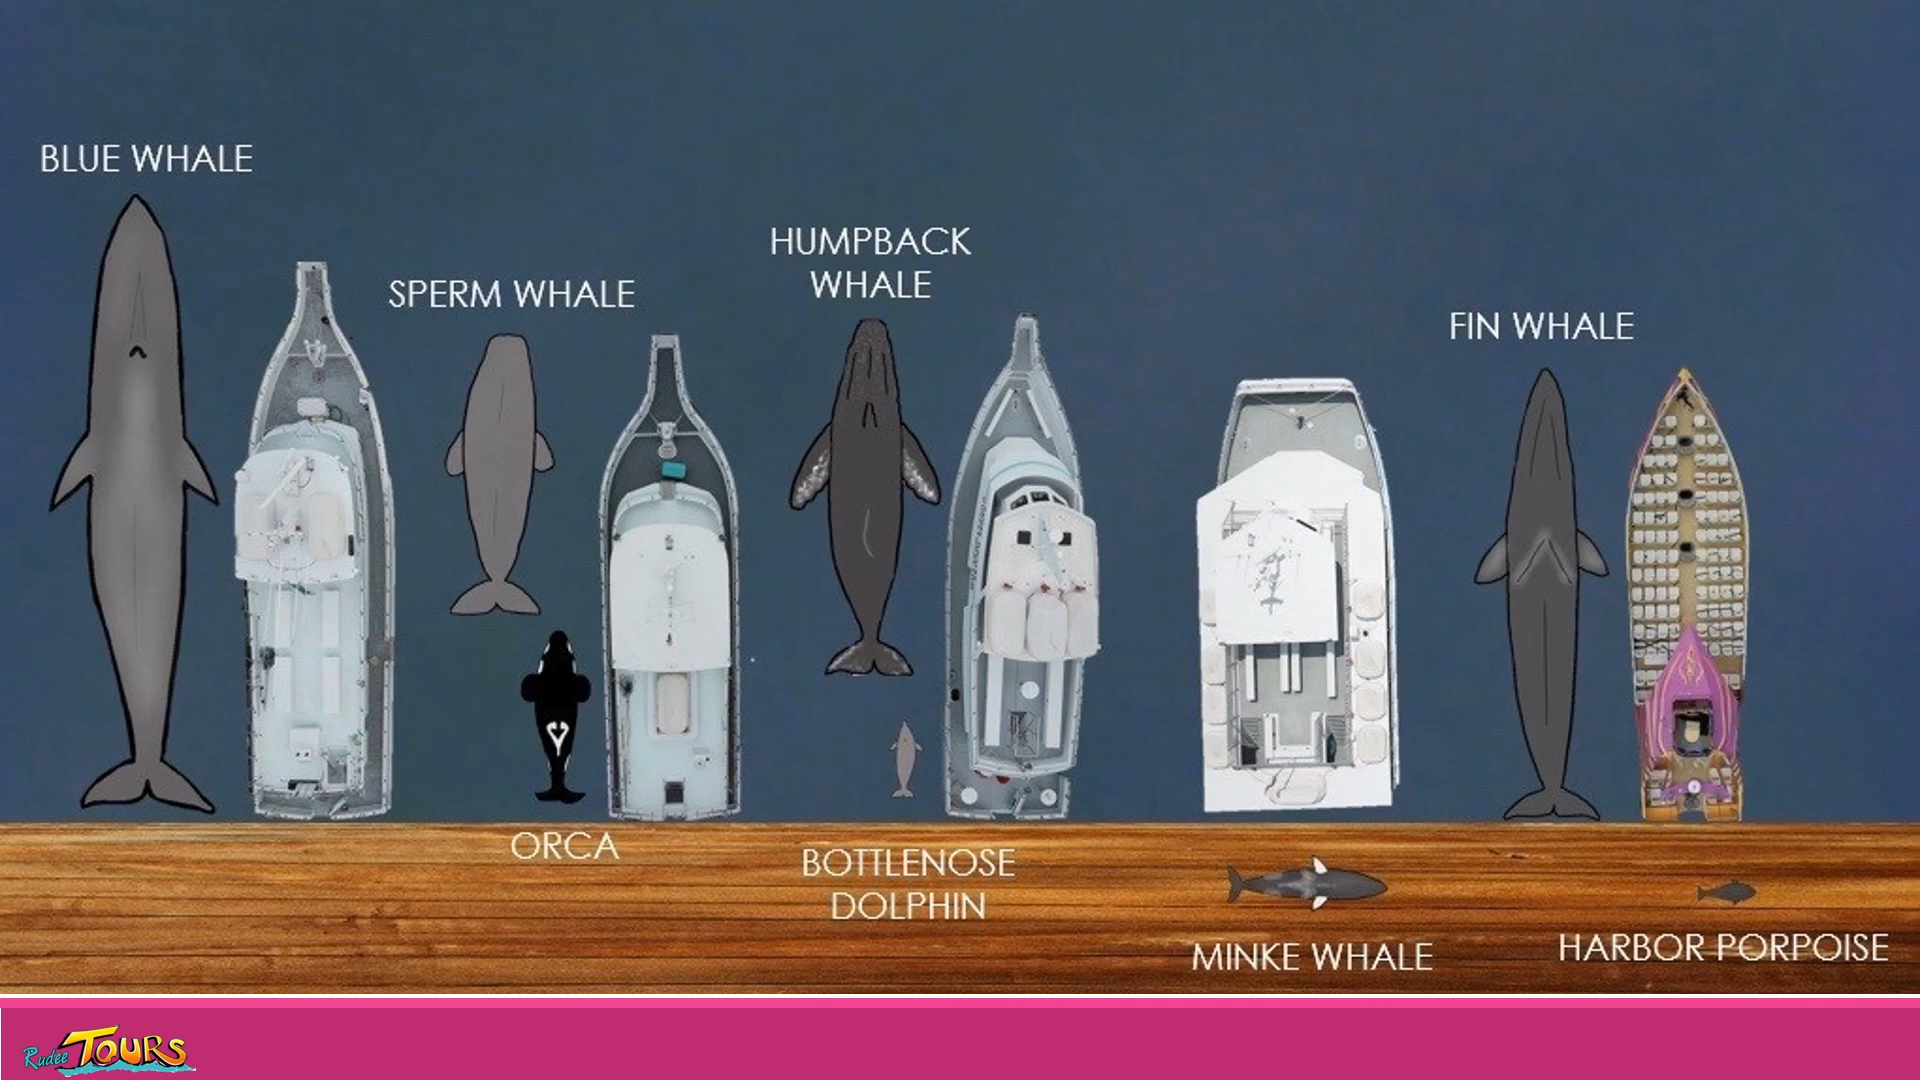 BLUE WHALE
SPERM WHALE
HUMPBACK
WHALE
FIN WHALE
ORCA
BOTTLENOSE
DOLPHIN
MINKE WHALE
HARBOR PORPOISE
Rudee TOURS